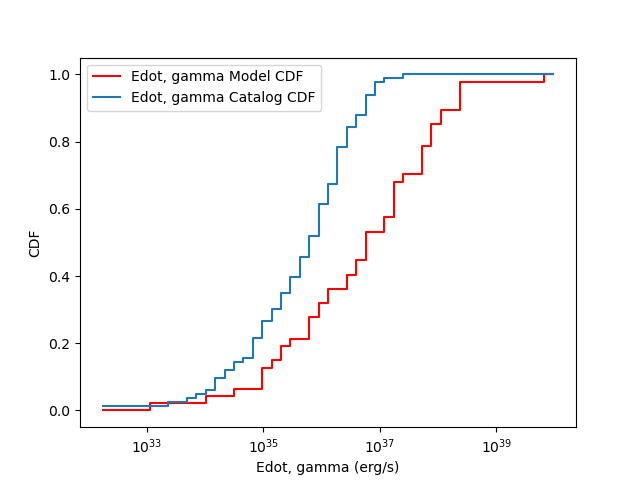 Edot, gamma Model CDF
Edot, gamma Catalog CDF
1.0
0.8
0.6
0.4
0.2
0.0
CDF
10^33
10^35
10^37
10^39
Edot, gamma (erg/s)